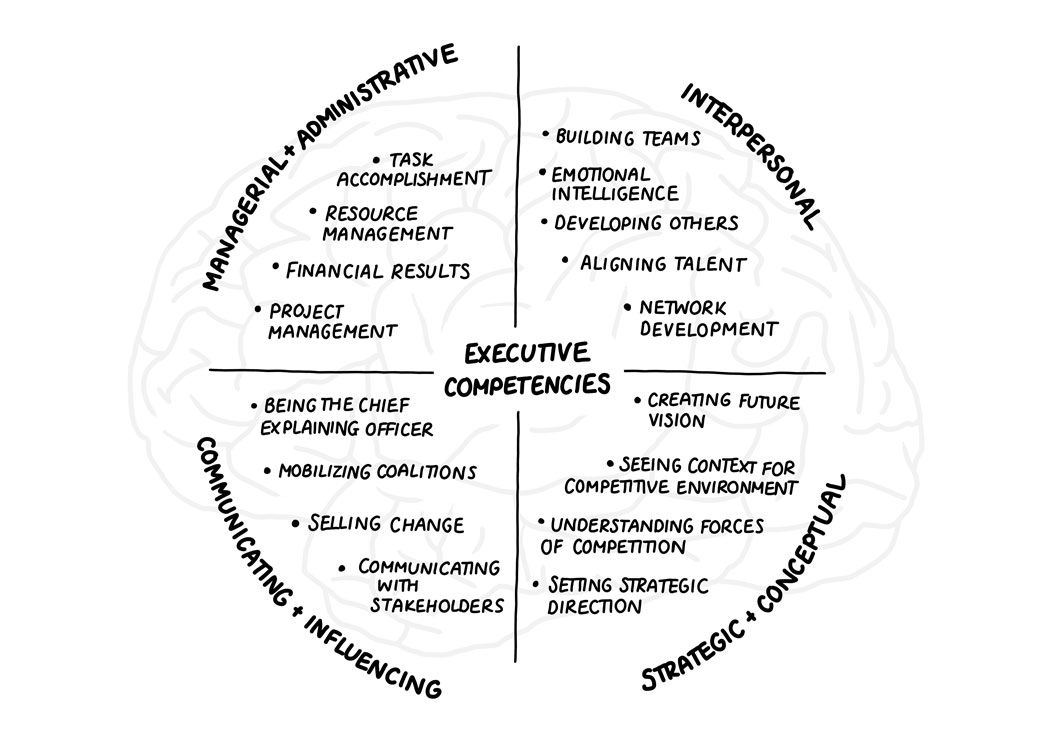 MANAGERIAL + ADMINISTRATIVE
• TASK
ACCOMPLISHMENT
• RESOURCE
MANAGEMENT
• FINANCIAL RESULTS
• PROJECT
MANAGEMENT
INTERPERSONAL
• BUILDING TEAMS
• EMOTIONAL
INTELLIGENCE
• DEVELOPING OTHERS
• ALIGNING TALENT
• NETWORK
DEVELOPMENT
EXECUTIVE
COMPETENCIES
COMMUNICATING + INFLUENCING
• BEING THE CHIEF
EXPLAINING OFFICER
• MOBILIZING COALITIONS
• SELLING CHANGE
• COMMUNICATING
WITH
STAKEHOLDERS
STRATEGIC + CONCEPTUAL
• CREATING FUTURE
VISION
• SEEING CONTEXT FOR
COMPETITIVE ENVIRONMENT
• UNDERSTANDING FORCES
OF COMPETITION
• SETTING STRATEGIC
DIRECTION